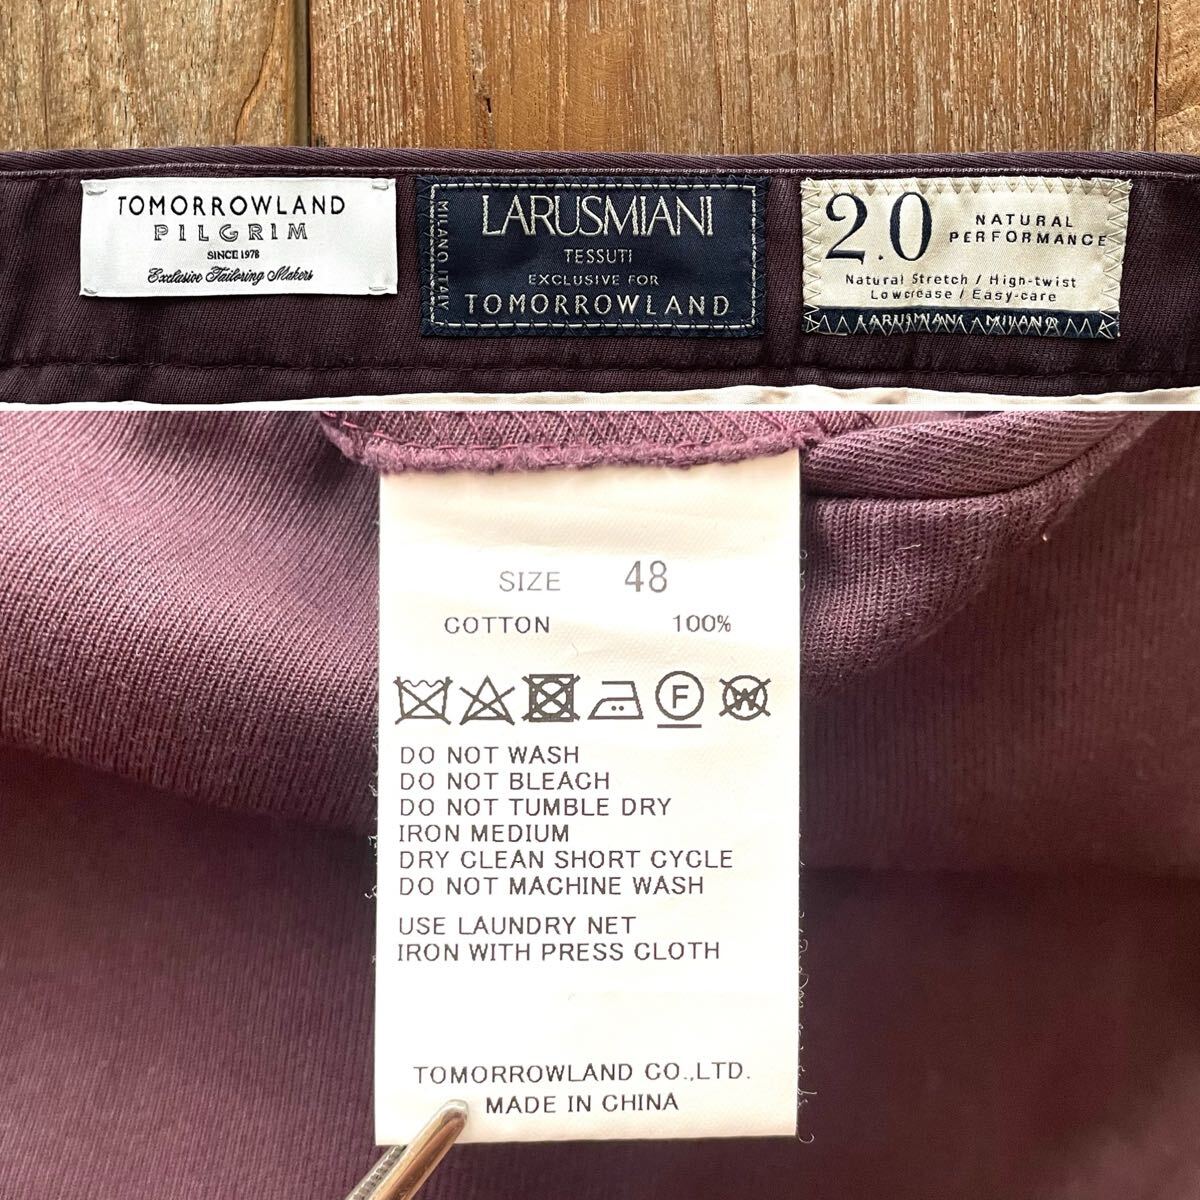 TOMORROWLAND
PILGRIM
SINCE 1978
Exclusive Tailoring Makers
MILANO ITALY
LARUSMIANI
TESSUTI
EXCLUSIVE FOR
TOMORROWLAND
2.0 NATURAL
PERFORMANCE
Natural Stretch / High-twist
Lowcrease / Easy-care
LARUSMIANI MILANO
SIZE 48
COTTON 100%
F W
DO NOT WASH
DO NOT BLEACH
DO NOT TUMBLE DRY
IRON MEDIUM
DRY CLEAN SHORT CYCLE
DO NOT MACHINE WASH
USE LAUNDRY NET
IRON WITH PRESS CLOTH
TOMORROWLAND CO.,LTD.
MADE IN CHINA